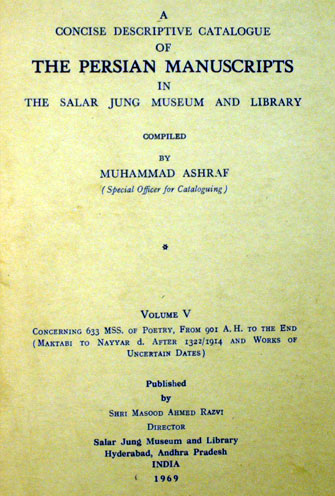 A
CONCISE DESCRIPTIVE CATALOGUE
OF
THE PERSIAN MANUSCRIPTS
IN
THE SALAR JUNG MUSEUM AND LIBRARY
COMPILED
BY
MUHAMMAD ASHRAF
(Special Officer for Cataloguing)
*
VOLUME V
CONCERNING 633 MSS. OF POETRY, FROM 901 A. H. TO THE END
(MAKTABI TO NAYYAR d. AFTER 1322/1914 AND WORKS OF
UNCERTAIN DATES)
Published
by
SHRI MASOOD AHMED RAZVI
DIRECTOR
Salar Jung Museum and Library
Hyderabad, Andhra Pradesh
INDIA
1969